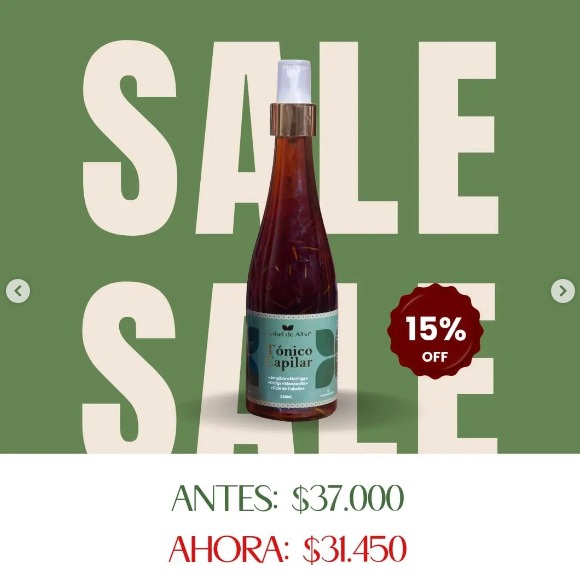 SALE
SALE
15%
OFF
Tónico
Capilar
ANTES: $37.000
AHORA: $31.450